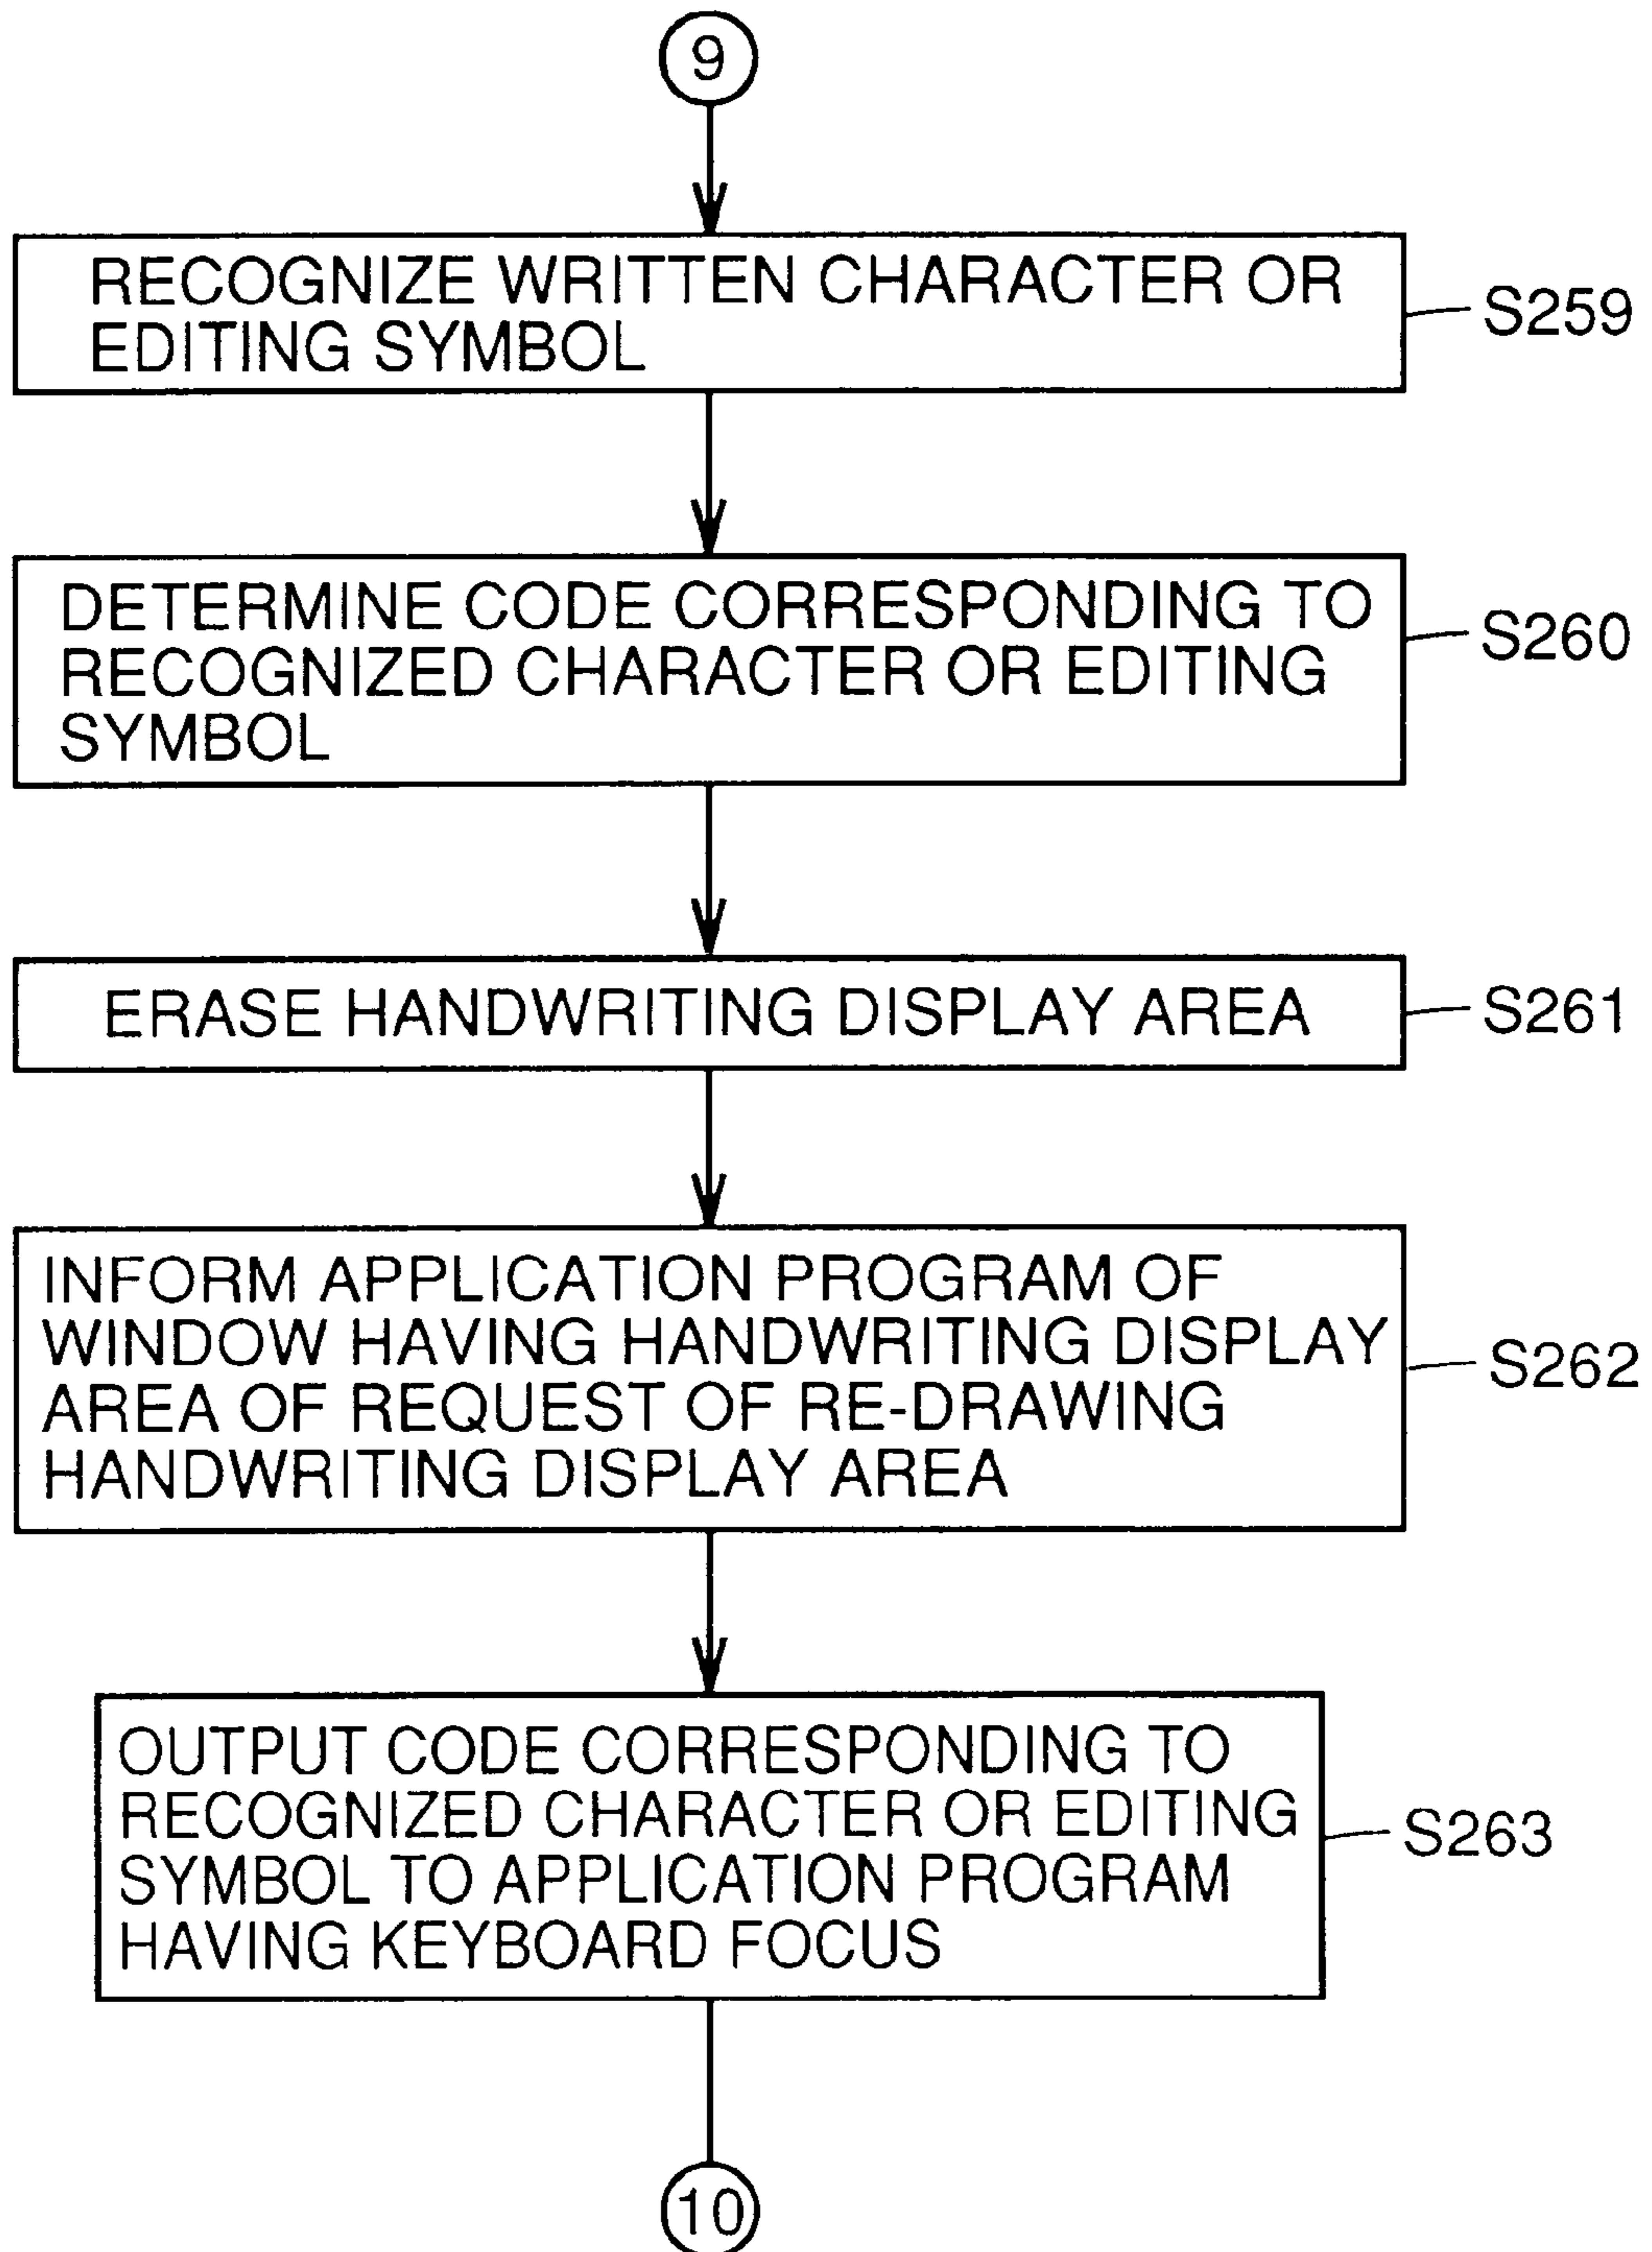 9
RECOGNIZE WRITTEN CHARACTER OR
EDITING SYMBOL
S259
DETERMINE CODE CORRESPONDING TO
RECOGNIZED CHARACTER OR EDITING
SYMBOL
S260
ERASE HANDWRITING DISPLAY AREA
S261
INFORM APPLICATION PROGRAM OF
WINDOW HAVING HANDWRITING DISPLAY
AREA OF REQUEST OF RE-DRAWING
HANDWRITING DISPLAY AREA
S262
OUTPUT CODE CORRESPONDING TO
RECOGNIZED CHARACTER OR EDITING
SYMBOL TO APPLICATION PROGRAM
HAVING KEYBOARD FOCUS
S263
10